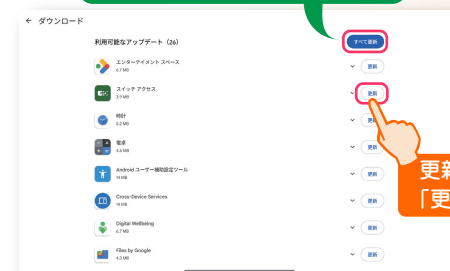 ← ダウンロード
利用可能なアップデート（26）
すべて更新
エンターテイメント スペース
6.7 MB
更新
スイッチ アクセス
3.9 MB
更新
時計
5.2 MB
更新
電卓
4.6 MB
更新
Android ユーザー補助設定ツール
14 MB
更新
Cross-Device Services
14 MB
更新
Digital Wellbeing
6.7 MB
更新
Files by Google
4.3 MB
更新
更新
「更